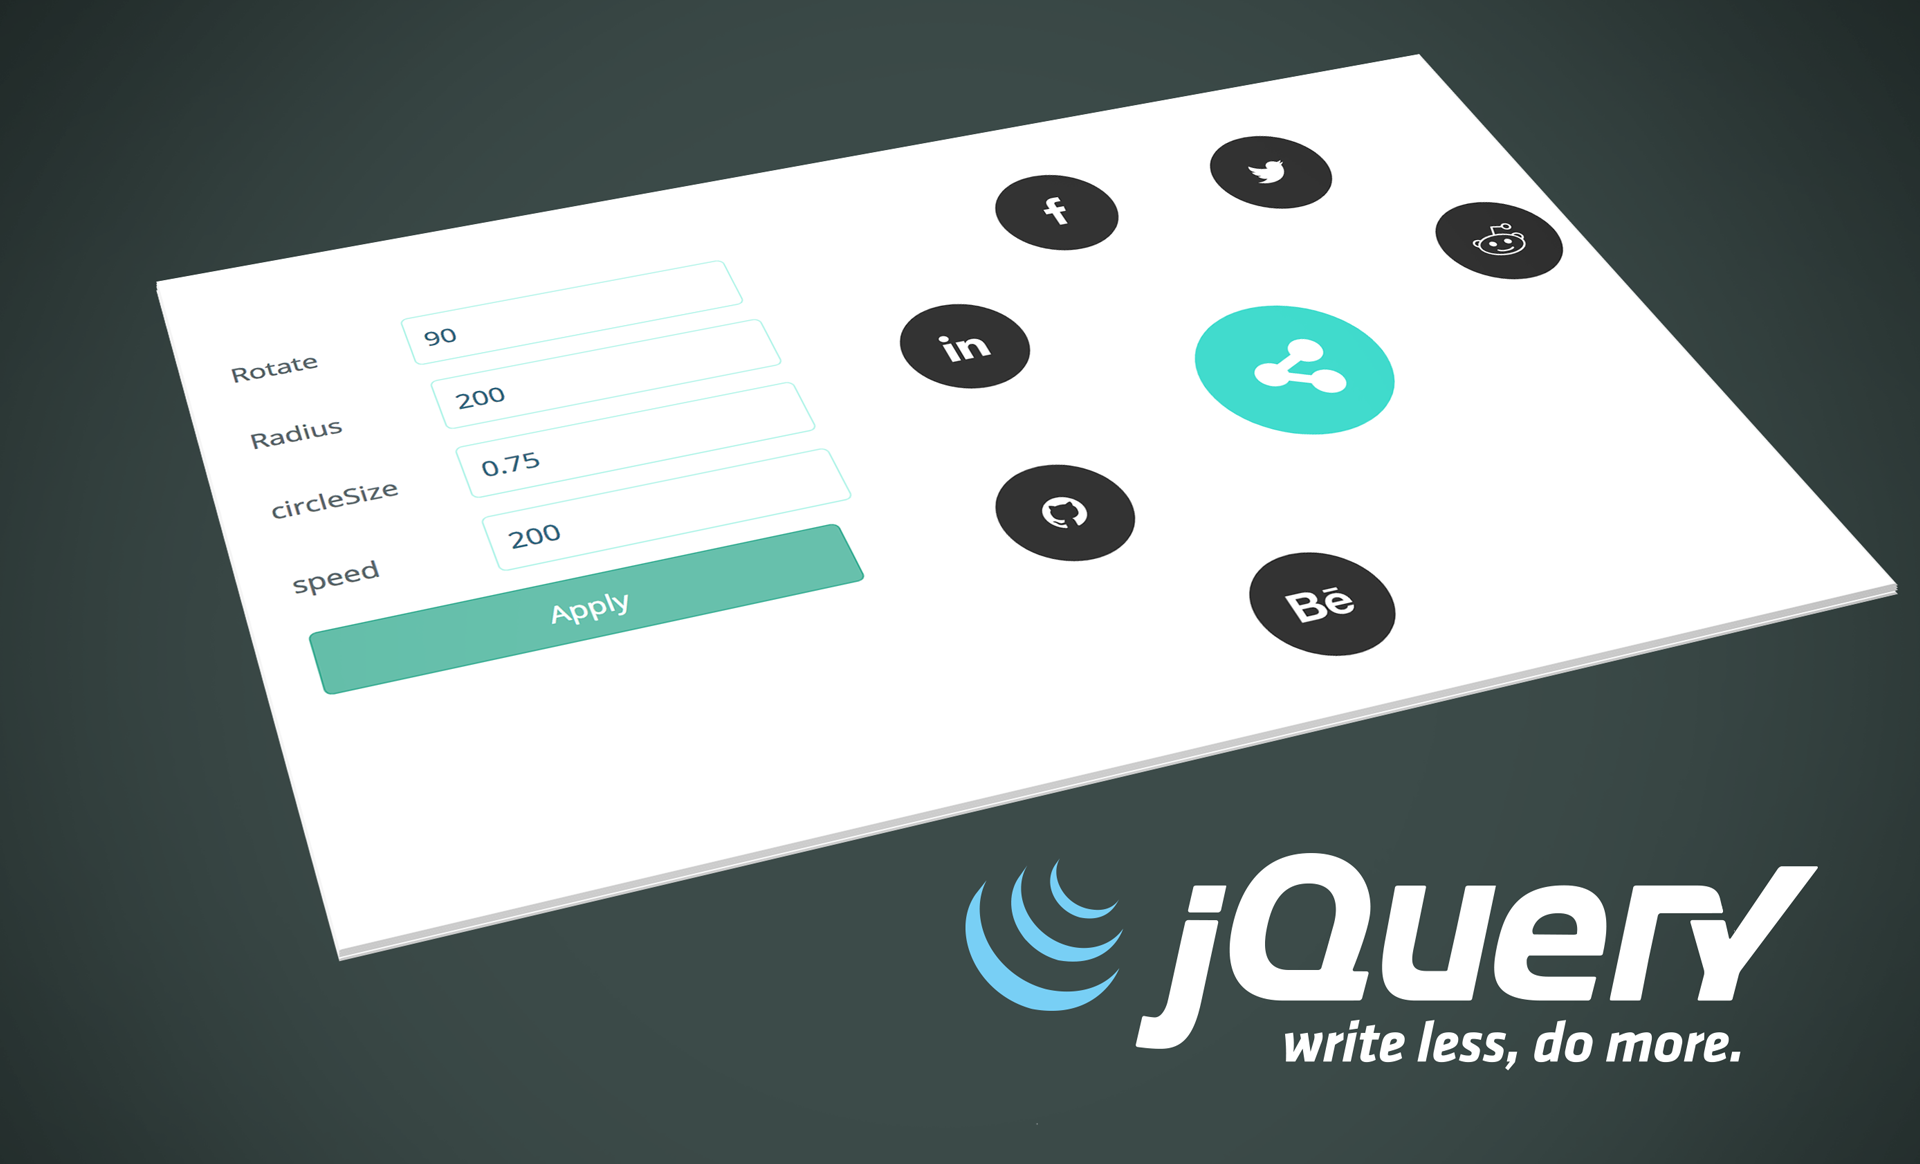 Rotate
90
Radius
200
circleSize
0.75
speed
200
Apply
f
in
Bē
jQuery
write less, do more.